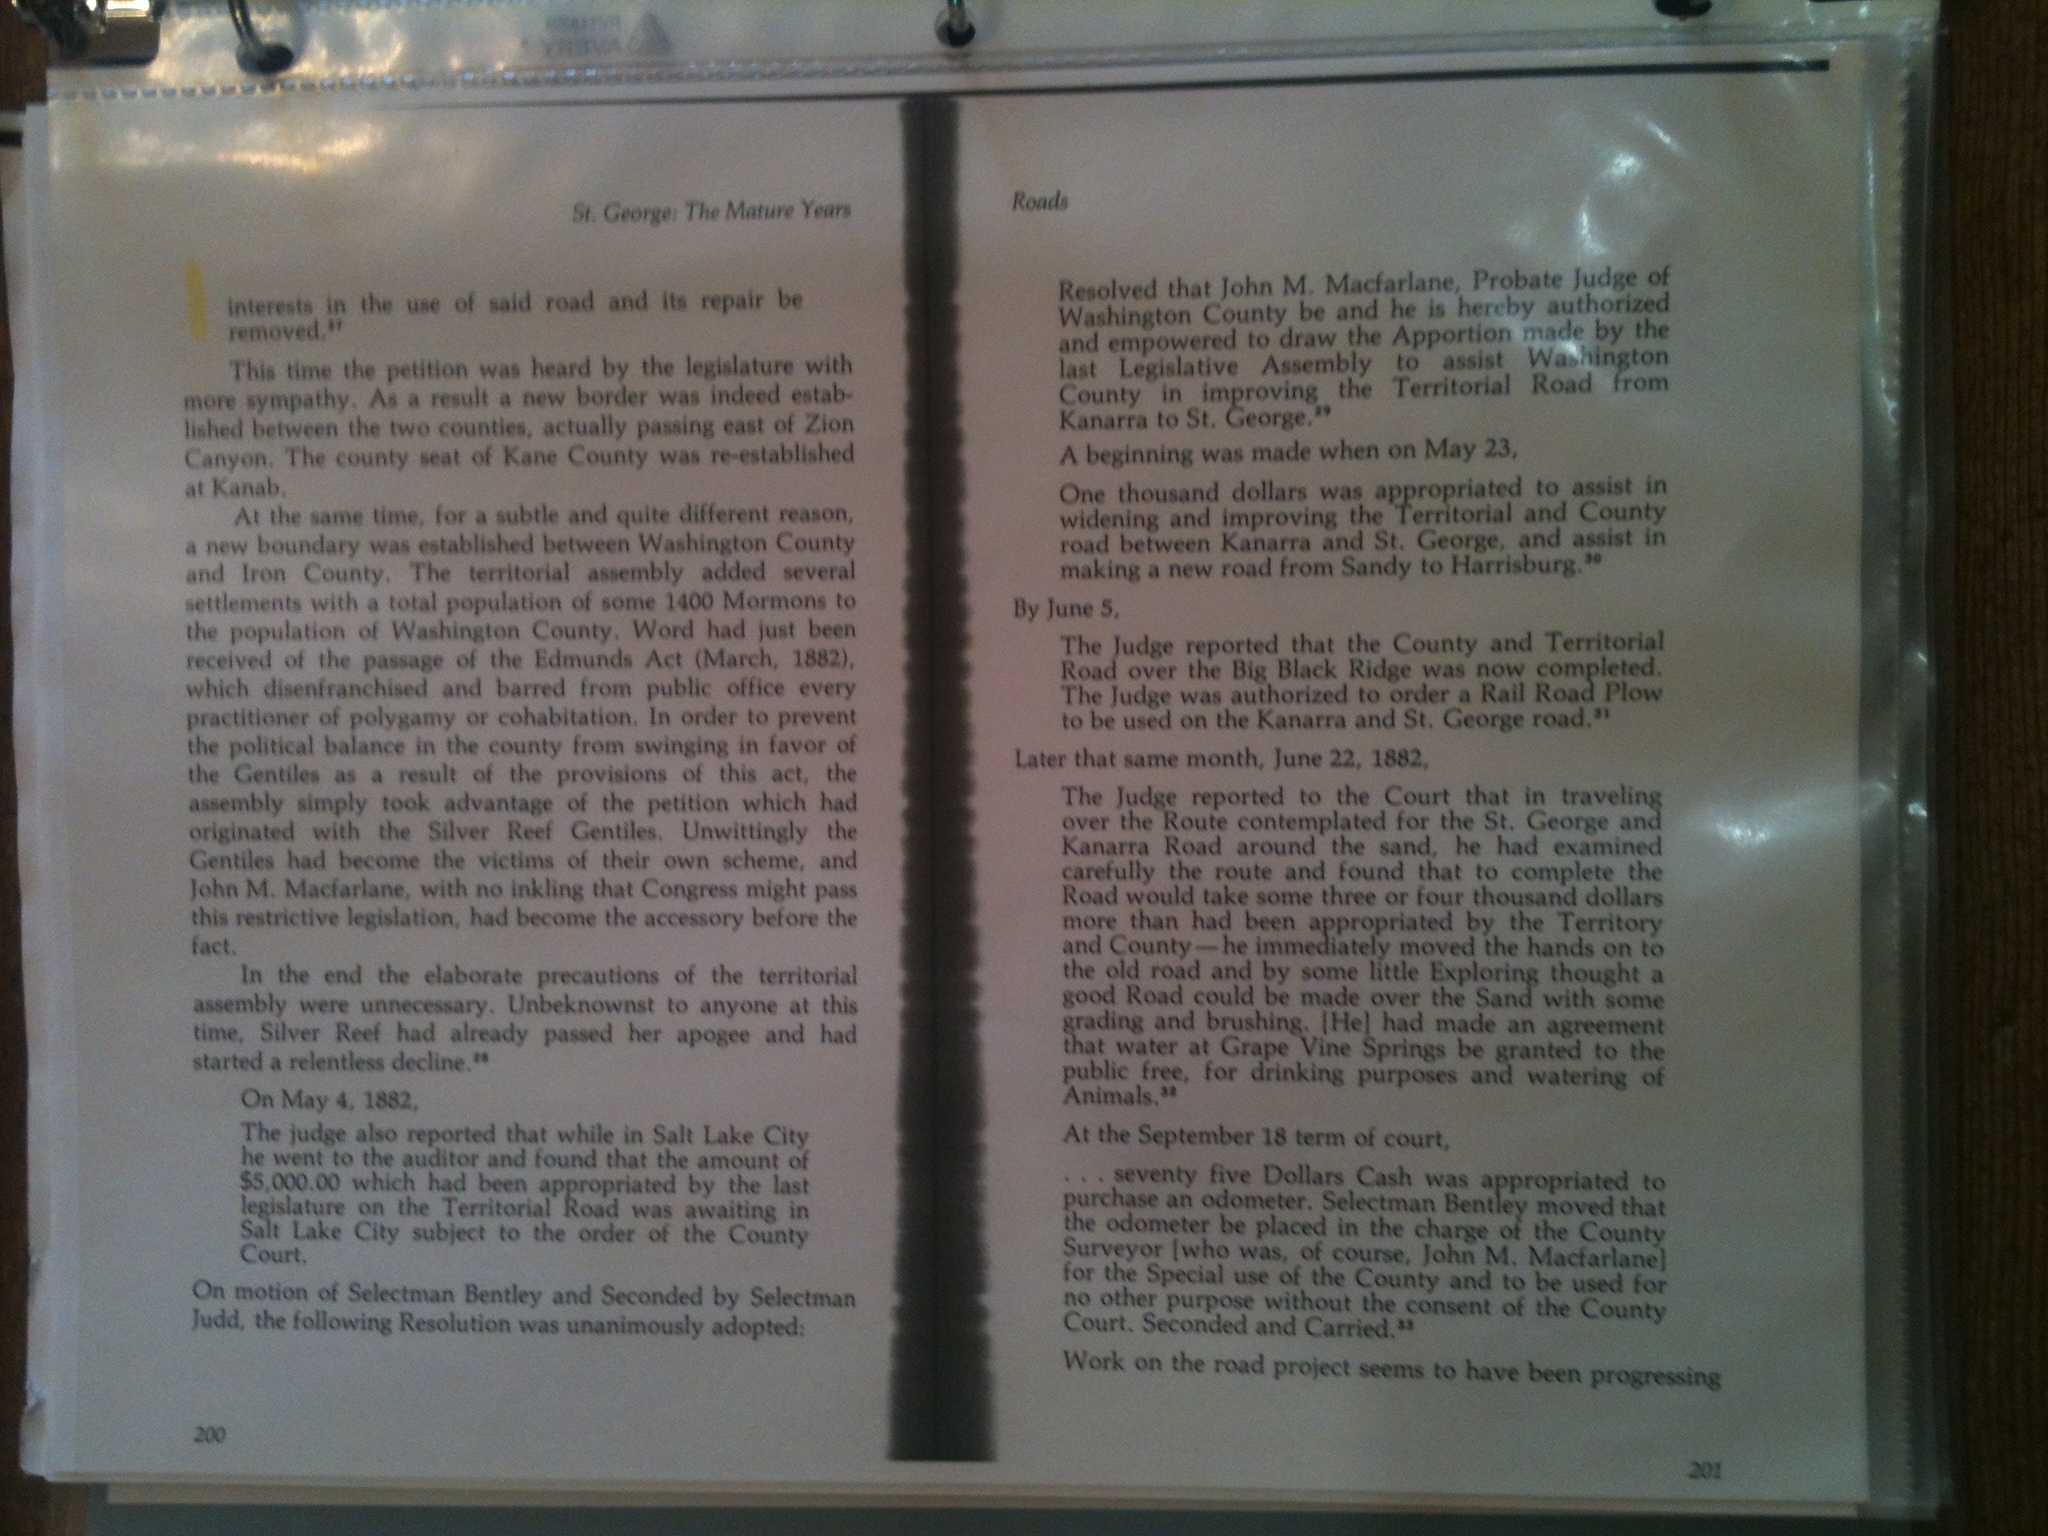 St. George: The Mature Years
interests in the use of said road and its repair be
removed.²⁷
This time the petition was heard by the legislature with
more sympathy. As a result a new border was indeed estab-
lished between the two counties, actually passing east of Zion
Canyon. The county seat of Kane County was re-established
at Kanab.
At the same time, for a subtle and quite different reason,
a new boundary was established between Washington County
and Iron County. The territorial assembly added several
settlements with a total population of some 1400 Mormons to
the population of Washington County. Word had just been
received of the passage of the Edmunds Act (March, 1882),
which disenfranchised and barred from public office every
practitioner of polygamy or cohabitation. In order to prevent
the political balance in the county from swinging in favor of
the Gentiles as a result of the provisions of this act, the
assembly simply took advantage of the petition which had
originated with the Silver Reef Gentiles. Unwittingly the
Gentiles had become the victims of their own scheme, and
John M. Macfarlane, with no inkling that Congress might pass
this restrictive legislation, had become the accessory before the
fact.
In the end the elaborate precautions of the territorial
assembly were unnecessary. Unbeknownst to anyone at this
time, Silver Reef had already passed her apogee and had
started a relentless decline.²⁸
On May 4, 1882,
The judge also reported that while in Salt Lake City
he went to the auditor and found that the amount of
$5,000.00 which had been appropriated by the last
legislature on the Territorial Road was awaiting in
Salt Lake City subject to the order of the County
Court.
On motion of Selectman Bentley and Seconded by Selectman
Judd, the following Resolution was unanimously adopted:
200
Roads
Resolved that John M. Macfarlane, Probate Judge of
Washington County be and he is hereby authorized
and empowered to draw the Apportion made by the
last Legislative Assembly to assist Washington
County in improving the Territorial Road from
Kanarra to St. George.²⁹
A beginning was made when on May 23,
One thousand dollars was appropriated to assist in
widening and improving the Territorial and County
road between Kanarra and St. George, and assist in
making a new road from Sandy to Harrisburg.³⁰
By June 5,
The Judge reported that the County and Territorial
Road over the Big Black Ridge was now completed.
The Judge was authorized to order a Rail Road Plow
to be used on the Kanarra and St. George road.³¹
Later that same month, June 22, 1882,
The Judge reported to the Court that in traveling
over the Route contemplated for the St. George and
Kanarra Road around the sand, he had examined
carefully the route and found that to complete the
Road would take some three or four thousand dollars
more than had been appropriated by the Territory
and County—he immediately moved the hands on to
the old road and by some little Exploring thought a
good Road could be made over the Sand with some
grading and brushing. [He] had made an agreement
that water at Grape Vine Springs be granted to the
public free, for drinking purposes and watering of
Animals.³²
At the September 18 term of court,
. . . seventy five Dollars Cash was appropriated to
purchase an odometer. Selectman Bentley moved that
the odometer be placed in the charge of the County
Surveyor [who was, of course, John M. Macfarlane]
for the Special use of the County and to be used for
no other purpose without the consent of the County
Court. Seconded and Carried.³³
Work on the road project seems to have been progressing
201